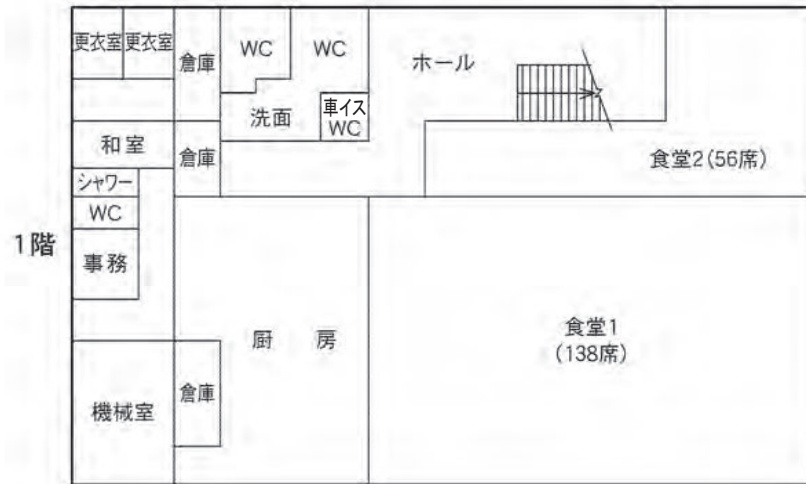 更衣室 更衣室
倉庫
WC
WC
ホール
洗面
車イス
WC
和室
倉庫
食堂2(56席)
シャワー
WC
1階
事務
厨 房
食堂1
(138席)
倉庫
機械室